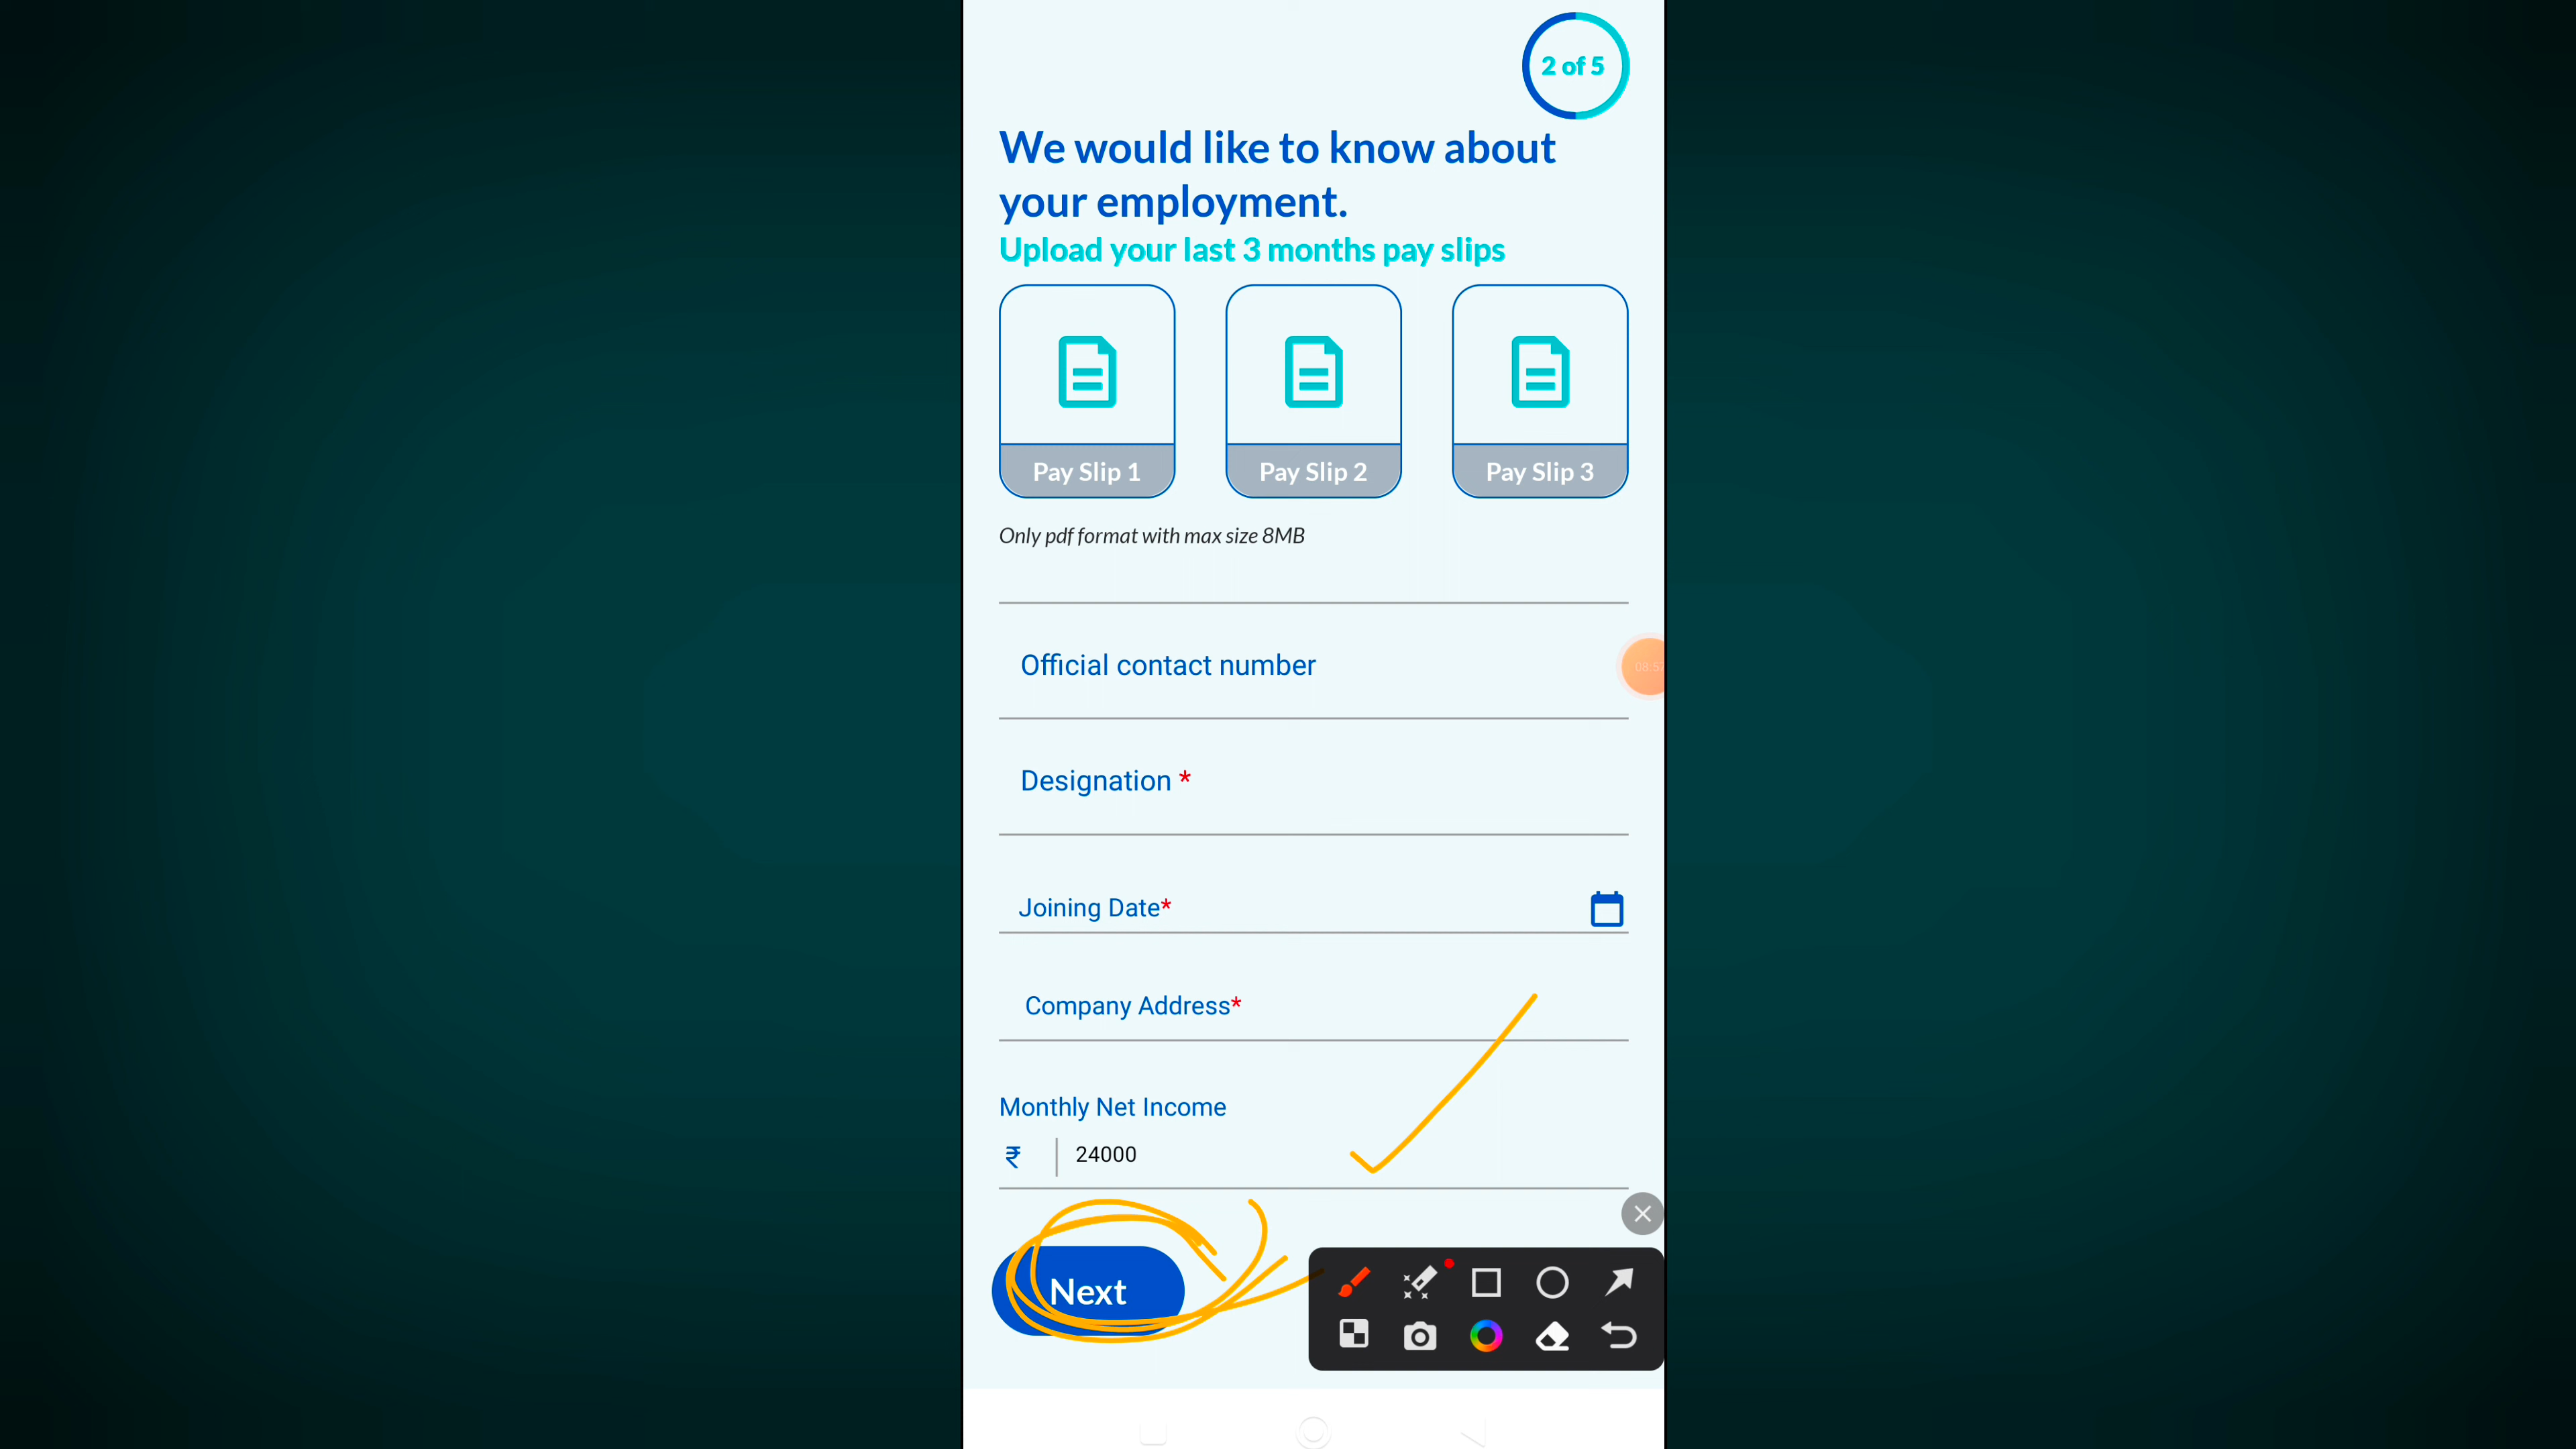 2 of 5
We would like to know about
your employment.
Upload your last 3 months pay slips
Pay Slip 1
Pay Slip 2
Pay Slip 3
Only pdf format with max size 8MB
Official contact number
08:57
Designation *
Joining Date*
Company Address*
Monthly Net Income
₹ 24000
Next